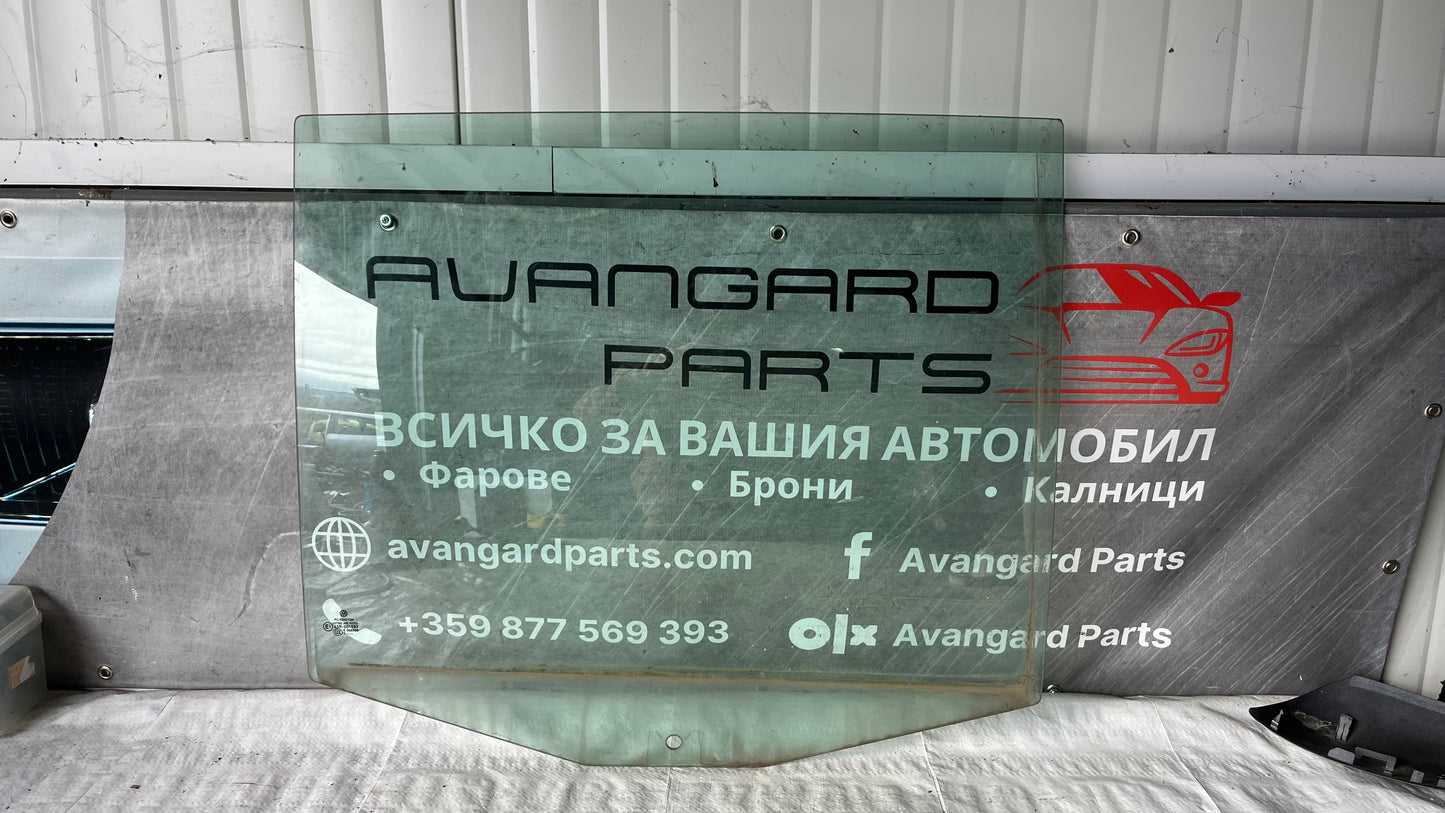 AVANGARD
PARTS
ВСИЧКО ЗА ВАШИЯ АВТОМОБИЛ
• Фарове • Брони • Калници
avangardparts.com
f Avangard Parts
+359 877 569 393
olx Avangard Parts